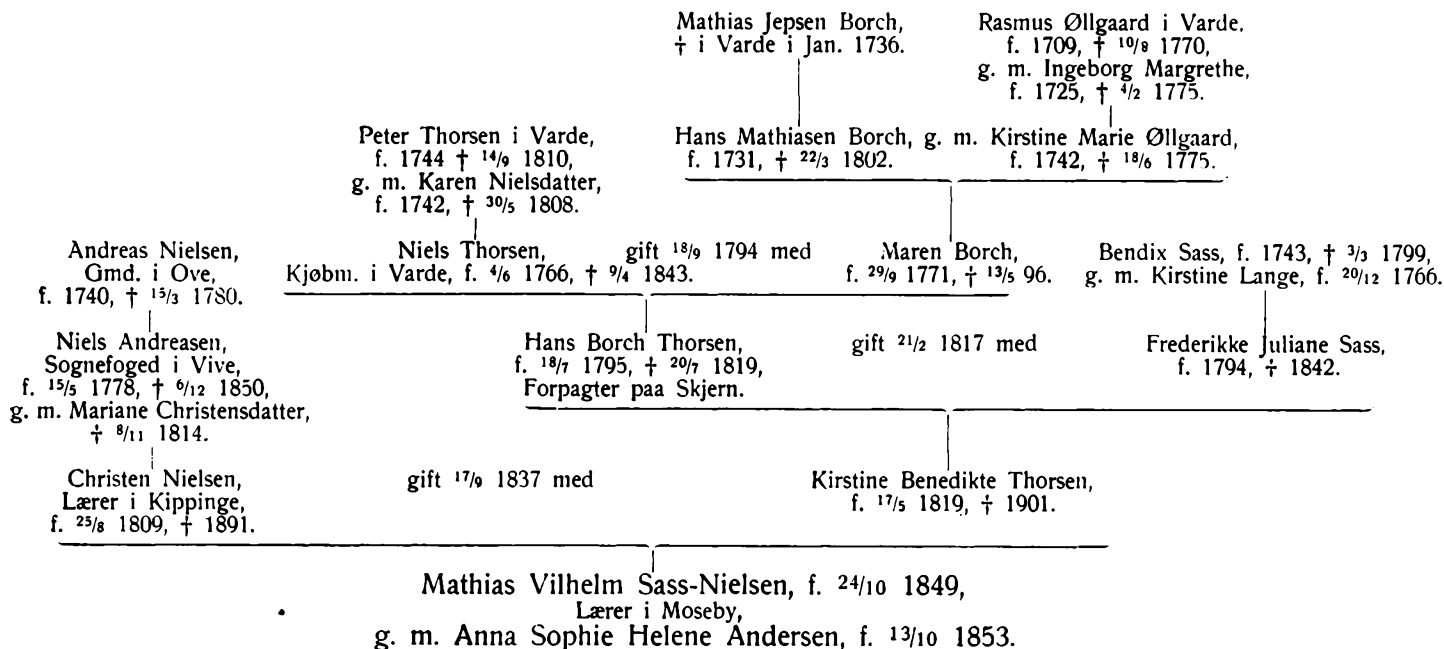 Mathias Jepsen Borch,
† i Varde i Jan. 1736.
Rasmus Øllgaard i Varde.
f. 1709, † 10/8 1770,
g. m. Ingeborg Margrethe,
f. 1725, † 4/2 1775.
Peter Thorsen i Varde,
f. 1744 † 14/9 1810,
g. m. Karen Nielsdatter,
f. 1742, † 30/5 1808.
Hans Mathiasen Borch, g. m. Kirstine Marie Øllgaard,
f. 1731, † 22/3 1802. f. 1742, † 18/6 1775.
Andreas Nielsen,
Gmd. i Ove,
f. 1740, † 15/3 1780.
Niels Thorsen, gift 18/9 1794 med Maren Borch,
Kjøbm. i Varde, f. 4/6 1766, † 9/4 1843. f. 29/9 1771, † 13/5 96.
Bendix Sass, f. 1743, † 3/3 1799,
g. m. Kirstine Lange, f. 20/12 1766.
Niels Andreasen,
Sognefoged i Vive,
f. 15/5 1778, † 6/12 1850,
g. m. Mariane Christensdatter,
† 8/11 1814.
Hans Borch Thorsen, gift 21/2 1817 med Frederikke Juliane Sass,
f. 18/7 1795, † 20/7 1819, f. 1794, † 1842.
Forpagter paa Skjern.
Christen Nielsen, gift 17/9 1837 med Kirstine Benedikte Thorsen,
Lærer i Kippinge, f. 17/5 1819, † 1901.
f. 25/8 1809, † 1891.
Mathias Vilhelm Sass-Nielsen, f. 24/10 1849,
Lærer i Moseby,
g. m. Anna Sophie Helene Andersen, f. 13/10 1853.